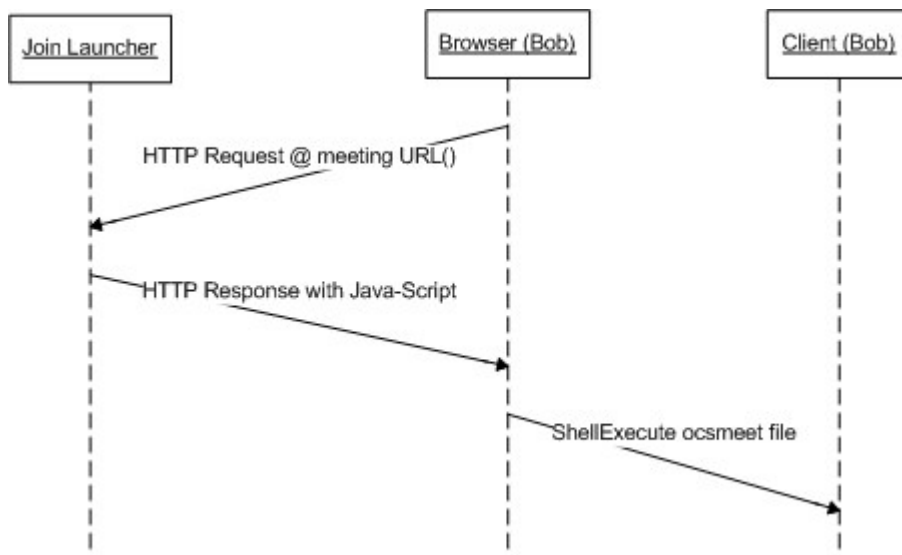 Join Launcher
Browser (Bob)
Client (Bob)
HTTP Request @ meeting URL()
HTTP Response with Java-Script
ShellExecute ocsmeet file